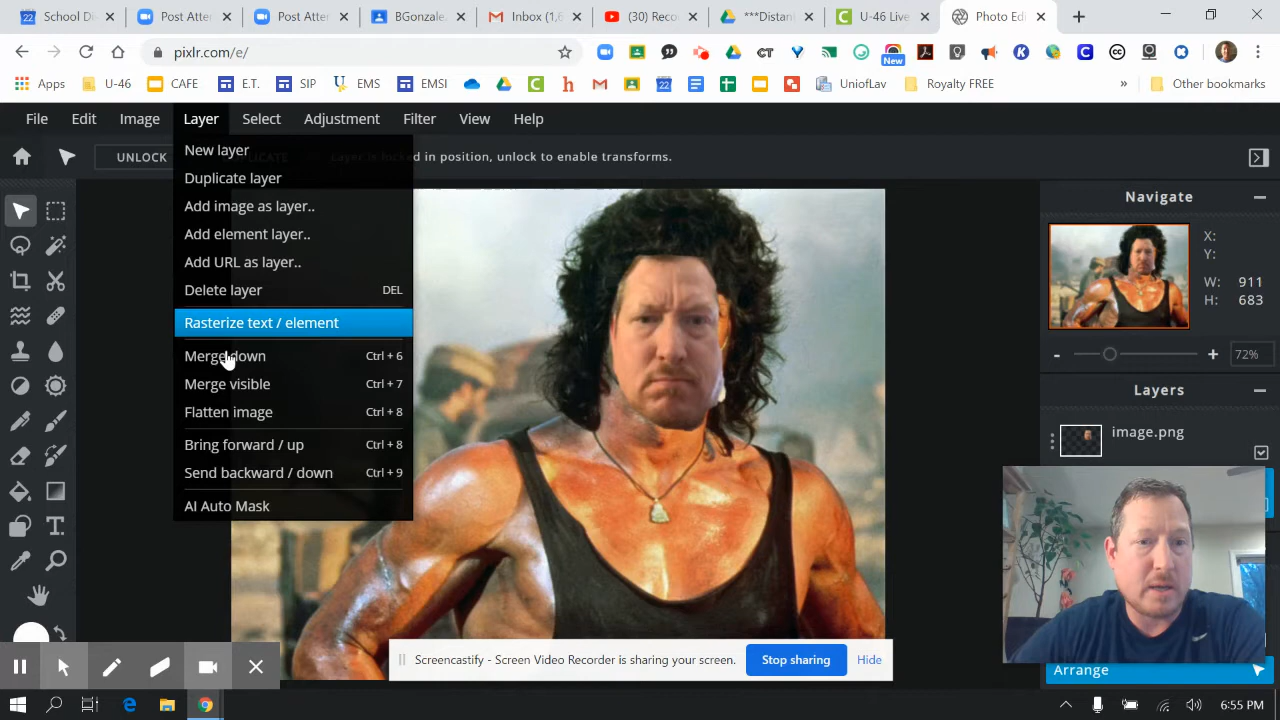 School Di
Post Atter
Post Atter
BGonzale
Inbox (1,6
(30) Reco
***Distan
U-46 Live
Photo Edi
pixlr.com/e/
New
Apps
U-46
CAFE
E.T.
SIP
EMS
EMSI
UniofLav
Royalty FREE
»
Other bookmarks
File Edit Image Layer Select Adjustment Filter View Help
UNLOCK
Layer is locked in position, unlock to enable transforms.
New layer
Duplicate layer
Add image as layer..
Add element layer..
Add URL as layer..
Delete layer DEL
Rasterize text / element
Merge down Ctrl + 6
Merge visible Ctrl + 7
Flatten image Ctrl + 8
Bring forward / up Ctrl + 8
Send backward / down Ctrl + 9
AI Auto Mask
Navigate
X:
Y:
W: 911
H: 683
- + 72%
Layers
image.png
Arrange
Screencastify - Screen Video Recorder is sharing your screen. Stop sharing Hide
6:55 PM